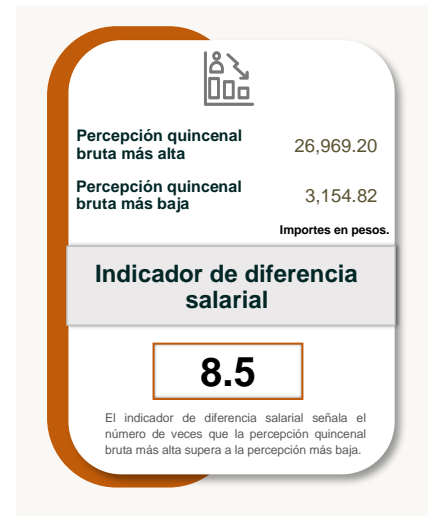 Percepción quincenal
bruta más alta
26,969.20
Percepción quincenal
bruta más baja
3,154.82
Importes en pesos.
Indicador de diferencia
salarial
8.5
El indicador de diferencia salarial señala el
número de veces que la percepción quincenal
bruta más alta supera a la percepción más baja.